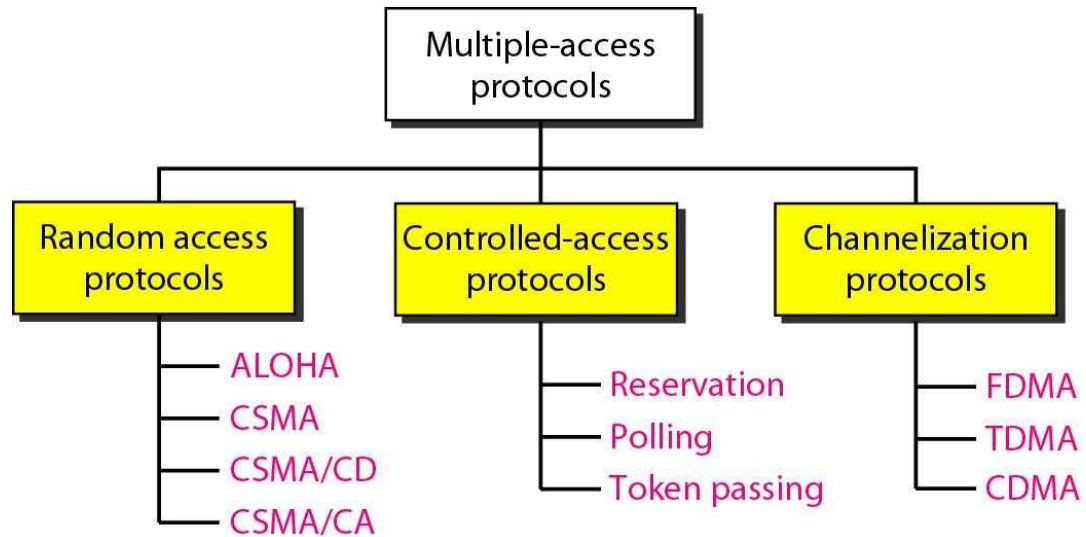 Multiple-access
protocols
Random access
protocols
Controlled-access
protocols
Channelization
protocols
ALOHA
CSMA
CSMA/CD
CSMA/CA
Reservation
Polling
Token passing
FDMA
TDMA
CDMA